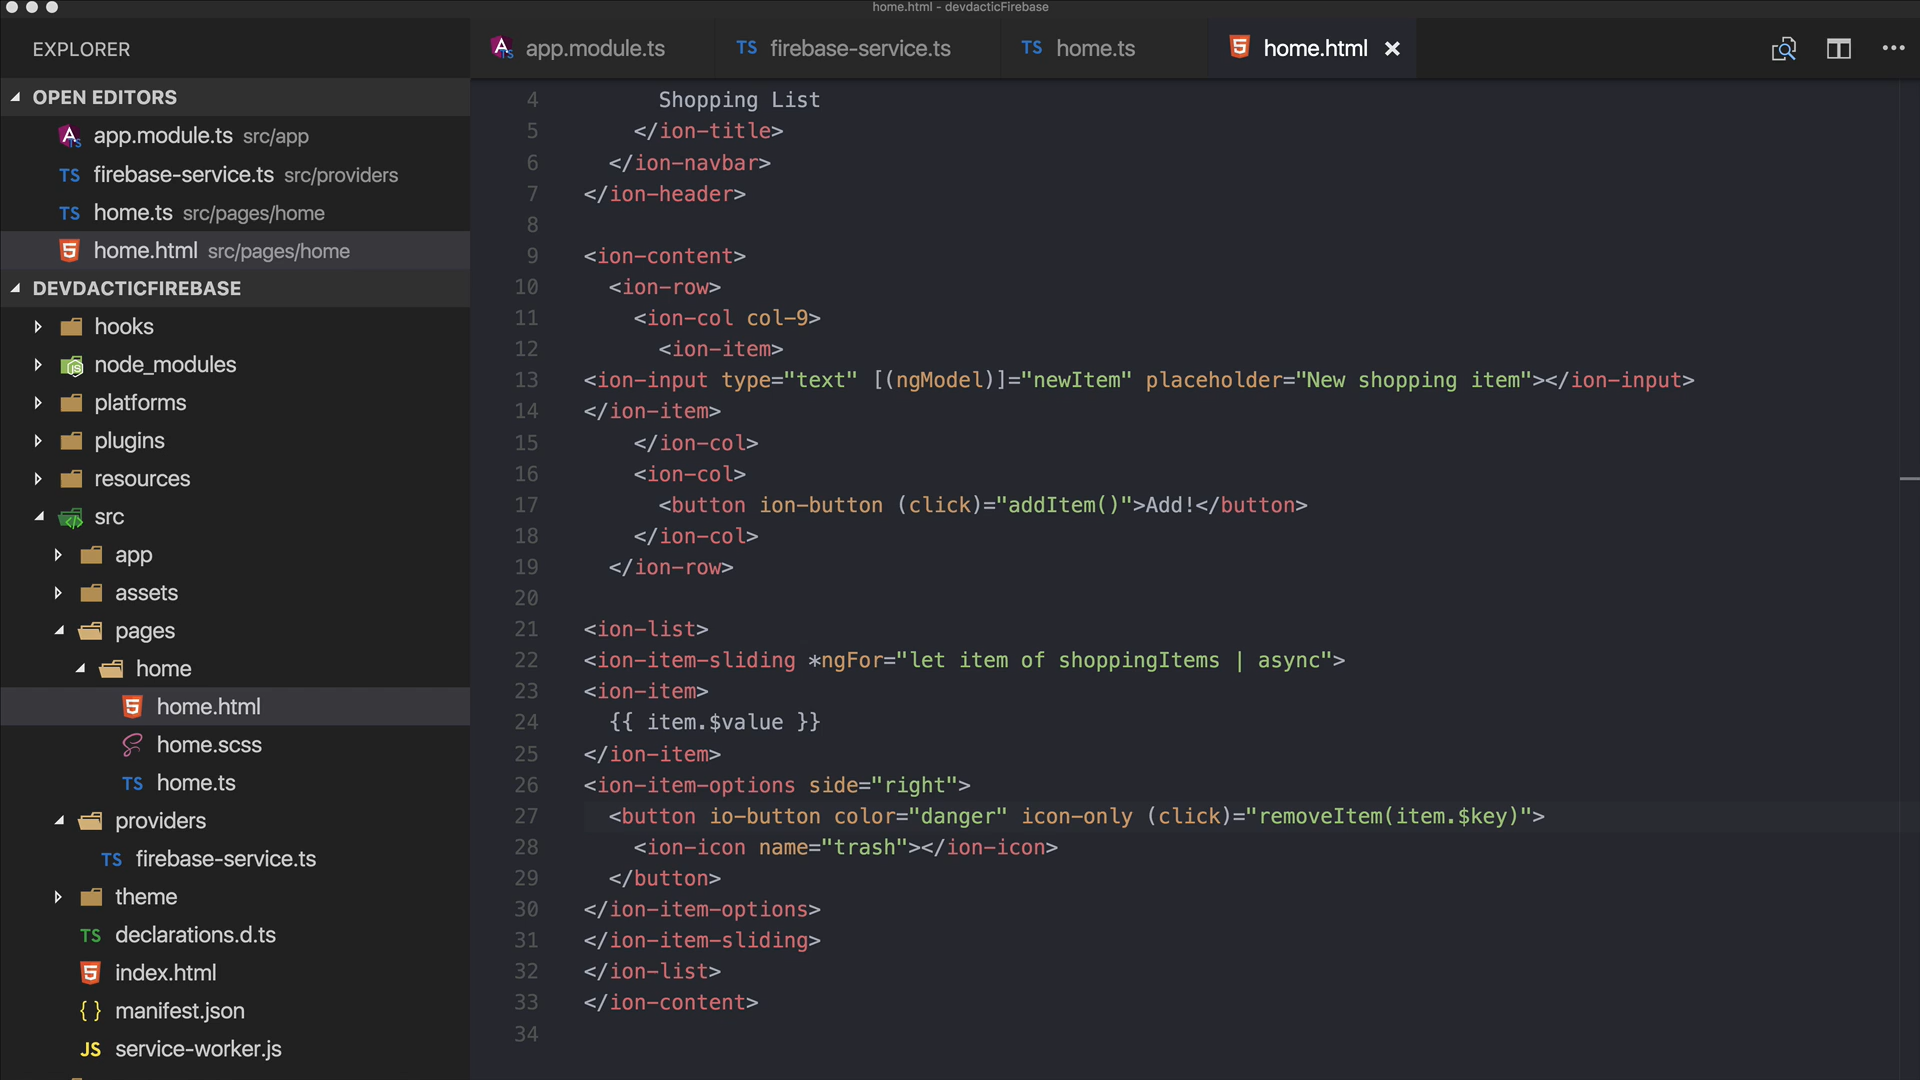 home.html - devdacticFirebase
EXPLORER
OPEN EDITORS
app.module.ts src/app
TS firebase-service.ts src/providers
TS home.ts src/pages/home
home.html src/pages/home
DEVDACTICFIREBASE
hooks
node_modules
platforms
plugins
resources
src
app
assets
pages
home
home.html
home.scss
TS home.ts
providers
TS firebase-service.ts
theme
TS declarations.d.ts
index.html
{ } manifest.json
JS service-worker.js
app.module.ts
TS firebase-service.ts
TS home.ts
home.html
4 Shopping List
5 </ion-title>
6 </ion-navbar>
7 </ion-header>
8
9 <ion-content>
10 <ion-row>
11 <ion-col col-9>
12 <ion-item>
13 <ion-input type="text" [(ngModel)]="newItem" placeholder="New shopping item"></ion-input>
14 </ion-item>
15 </ion-col>
16 <ion-col>
17 <button ion-button (click)="addItem()">Add!</button>
18 </ion-col>
19 </ion-row>
20
21 <ion-list>
22 <ion-item-sliding *ngFor="let item of shoppingItems | async">
23 <ion-item>
24 {{ item.$value }}
25 </ion-item>
26 <ion-item-options side="right">
27 <button io-button color="danger" icon-only (click)="removeItem(item.$key)">
28 <ion-icon name="trash"></ion-icon>
29 </button>
30 </ion-item-options>
31 </ion-item-sliding>
32 </ion-list>
33 </ion-content>
34